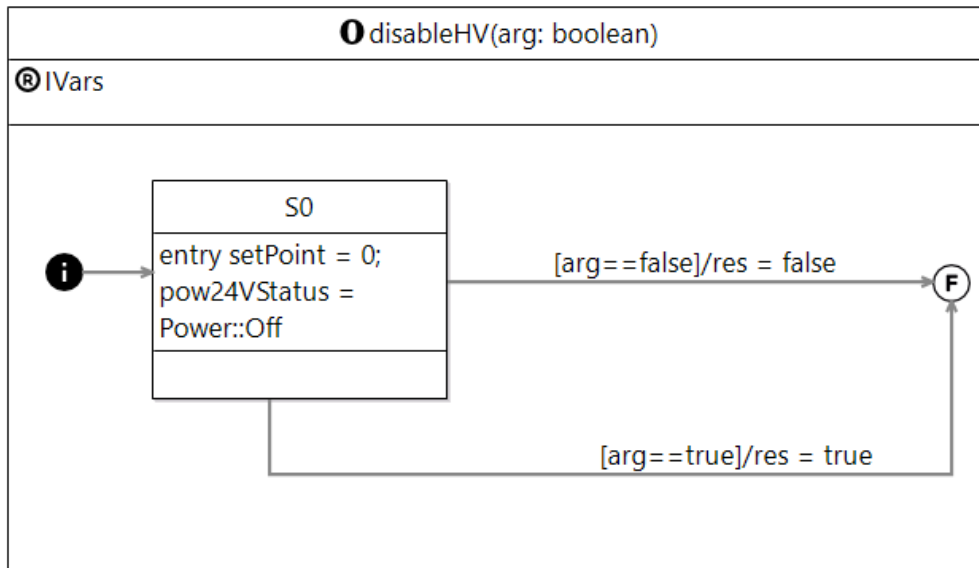 O disableHV(arg: boolean)
R IVars
S0
entry setPoint = 0;
pow24VStatus =
Power::Off
i
[arg==false]/res = false
F
[arg==true]/res = true